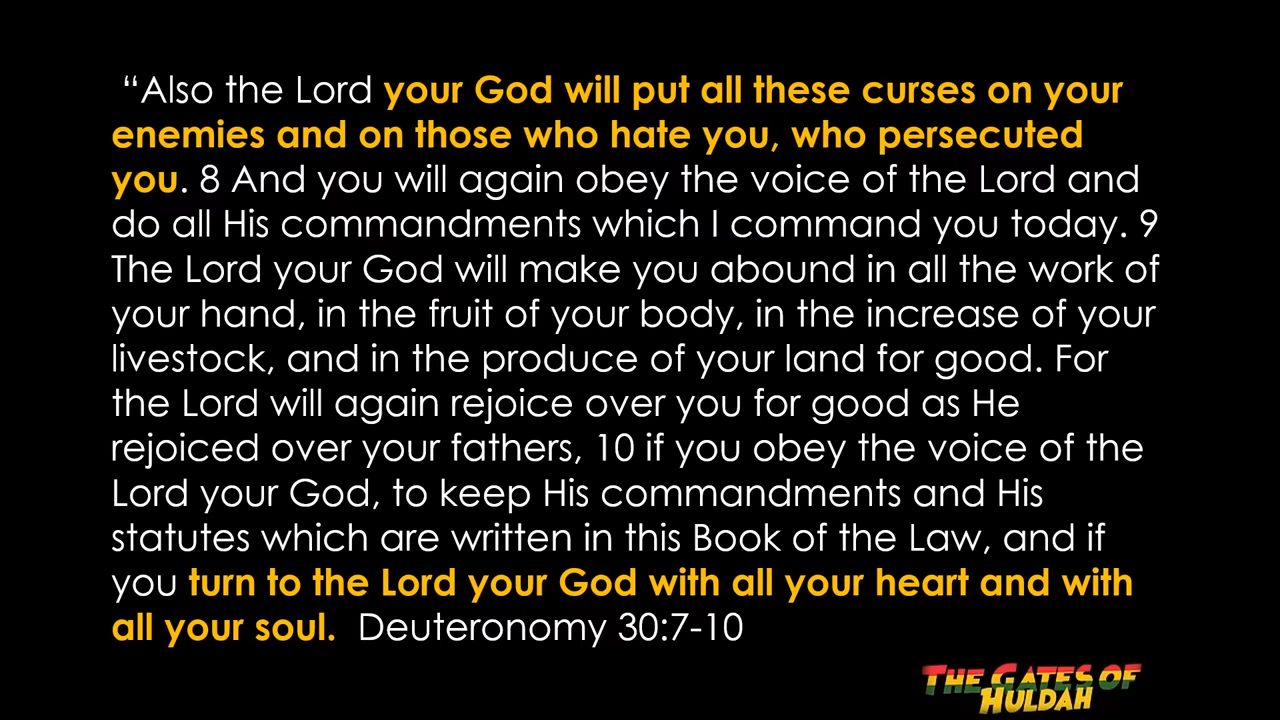 “Also the Lord your God will put all these curses on your
enemies and on those who hate you, who persecuted
you. 8 And you will again obey the voice of the Lord and
do all His commandments which I command you today. 9
The Lord your God will make you abound in all the work of
your hand, in the fruit of your body, in the increase of your
livestock, and in the produce of your land for good. For
the Lord will again rejoice over you for good as He
rejoiced over your fathers, 10 if you obey the voice of the
Lord your God, to keep His commandments and His
statutes which are written in this Book of the Law, and if
you turn to the Lord your God with all your heart and with
all your soul.  Deuteronomy 30:7-10
THE GATES OF
HULDAH